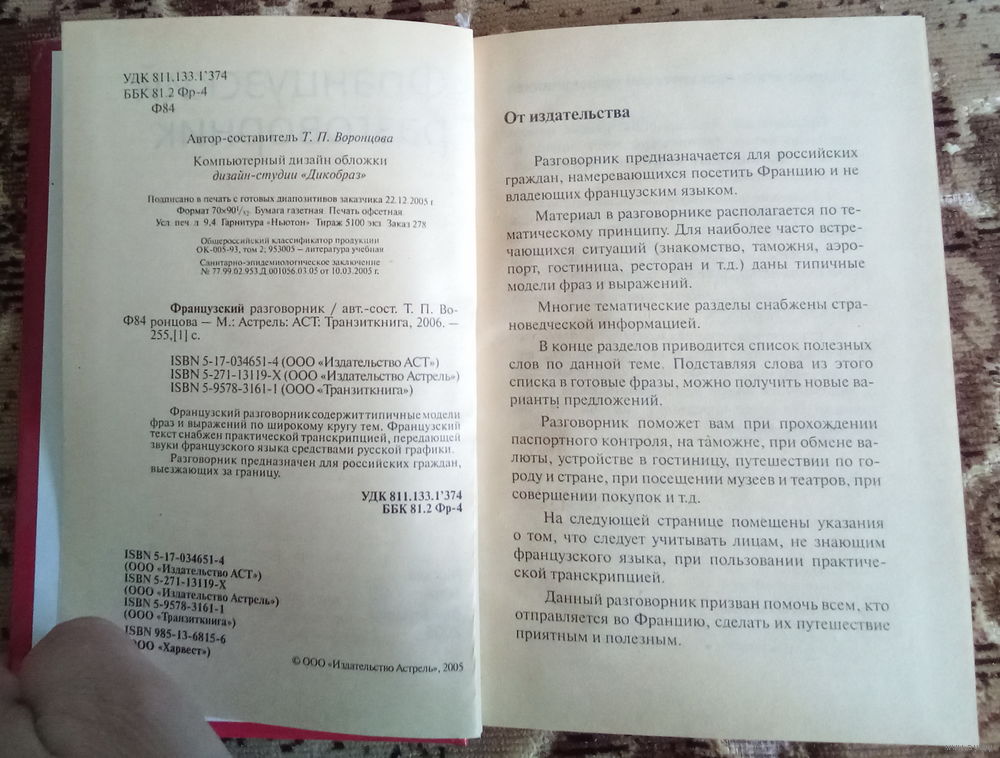 УДК 811.133.1'374
ББК 81.2 Фр-4
Ф84
Автор-составитель Т. П. Воронцова
Компьютерный дизайн обложки
дизайн-студии «Дикобраз»
Подписано в печать с готовых диапозитивов заказчика 22.12.2005 г.
Формат 70×90¹/₃₂. Бумага газетная Печать офсетная
Усл печ л 9,4 Гарнитура «Ньютон» Тираж 5100 экз Заказ 278
Общероссийский классификатор продукции
ОК-005-93, том 2; 953005 – литература учебная
Санитарно-эпидемиологическое заключение
№ 77.99.02.953.Д.001056.03.05 от 10.03.2005 г.
Французский разговорник / авт.-сост. Т. П. Во-
Ф84 ронцова — М.: Астрель: АСТ: Транзиткнига, 2006. —
255,[1] с.
ISBN 5-17-034651-4 (ООО «Издательство АСТ»)
ISBN 5-271-13119-X (ООО «Издательство Астрель»)
ISBN 5-9578-3161-1 (ООО «Транзиткнига»)
Французский разговорник содержит типичные модели
фраз и выражений по широкому кругу тем. Французский
текст снабжен практической транскрипцией, передающей
звуки французского языка средствами русской графики.
Разговорник предназначен для российских граждан,
выезжающих за границу.
УДК 811.133.1'374
ББК 81.2 Фр-4
ISBN 5-17-034651-4
(ООО «Издательство АСТ»)
ISBN 5-271-13119-X
(ООО «Издательство Астрель»)
ISBN 5-9578-3161-1
(ООО «Транзиткнига»)
ISBN 985-13-6815-6
ООО «Харвест»)
© ООО «Издательство Астрель», 2005
От издательства
Разговорник предназначается для российских
граждан, намеревающихся посетить Францию и не
владеющих французским языком.
Материал в разговорнике располагается по те-
матическому принципу. Для наиболее часто встре-
чающихся ситуаций (знакомство, таможня, аэро-
порт, гостиница, ресторан и т.д.) даны типичные
модели фраз и выражений.
Многие тематические разделы снабжены стра-
новедческой информацией.
В конце разделов приводится список полезных
слов по данной теме. Подставляя слова из этого
списка в готовые фразы, можно получить новые ва-
рианты предложений.
Разговорник поможет вам при прохождении
паспортного контроля, на таможне, при обмене ва-
люты, устройстве в гостиницу, путешествии по го-
роду и стране, при посещении музеев и театров, при
совершении покупок и т.д.
На следующей странице помещены указания
о том, что следует учитывать лицам, не знающим
французского языка, при пользовании практиче-
ской транскрипцией.
Данный разговорник призван помочь всем, кто
отправляется во Францию, сделать их путешествие
приятным и полезным.